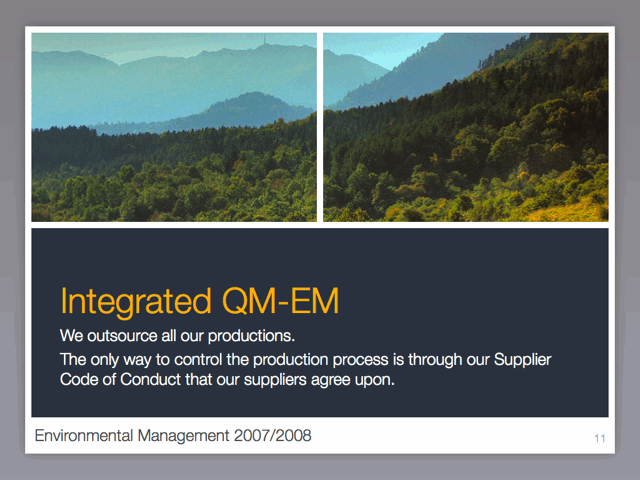 Integrated QM-EM
We outsource all our productions.
The only way to control the production process is through our Supplier
Code of Conduct that our suppliers agree upon.
Environmental Management 2007/2008
11